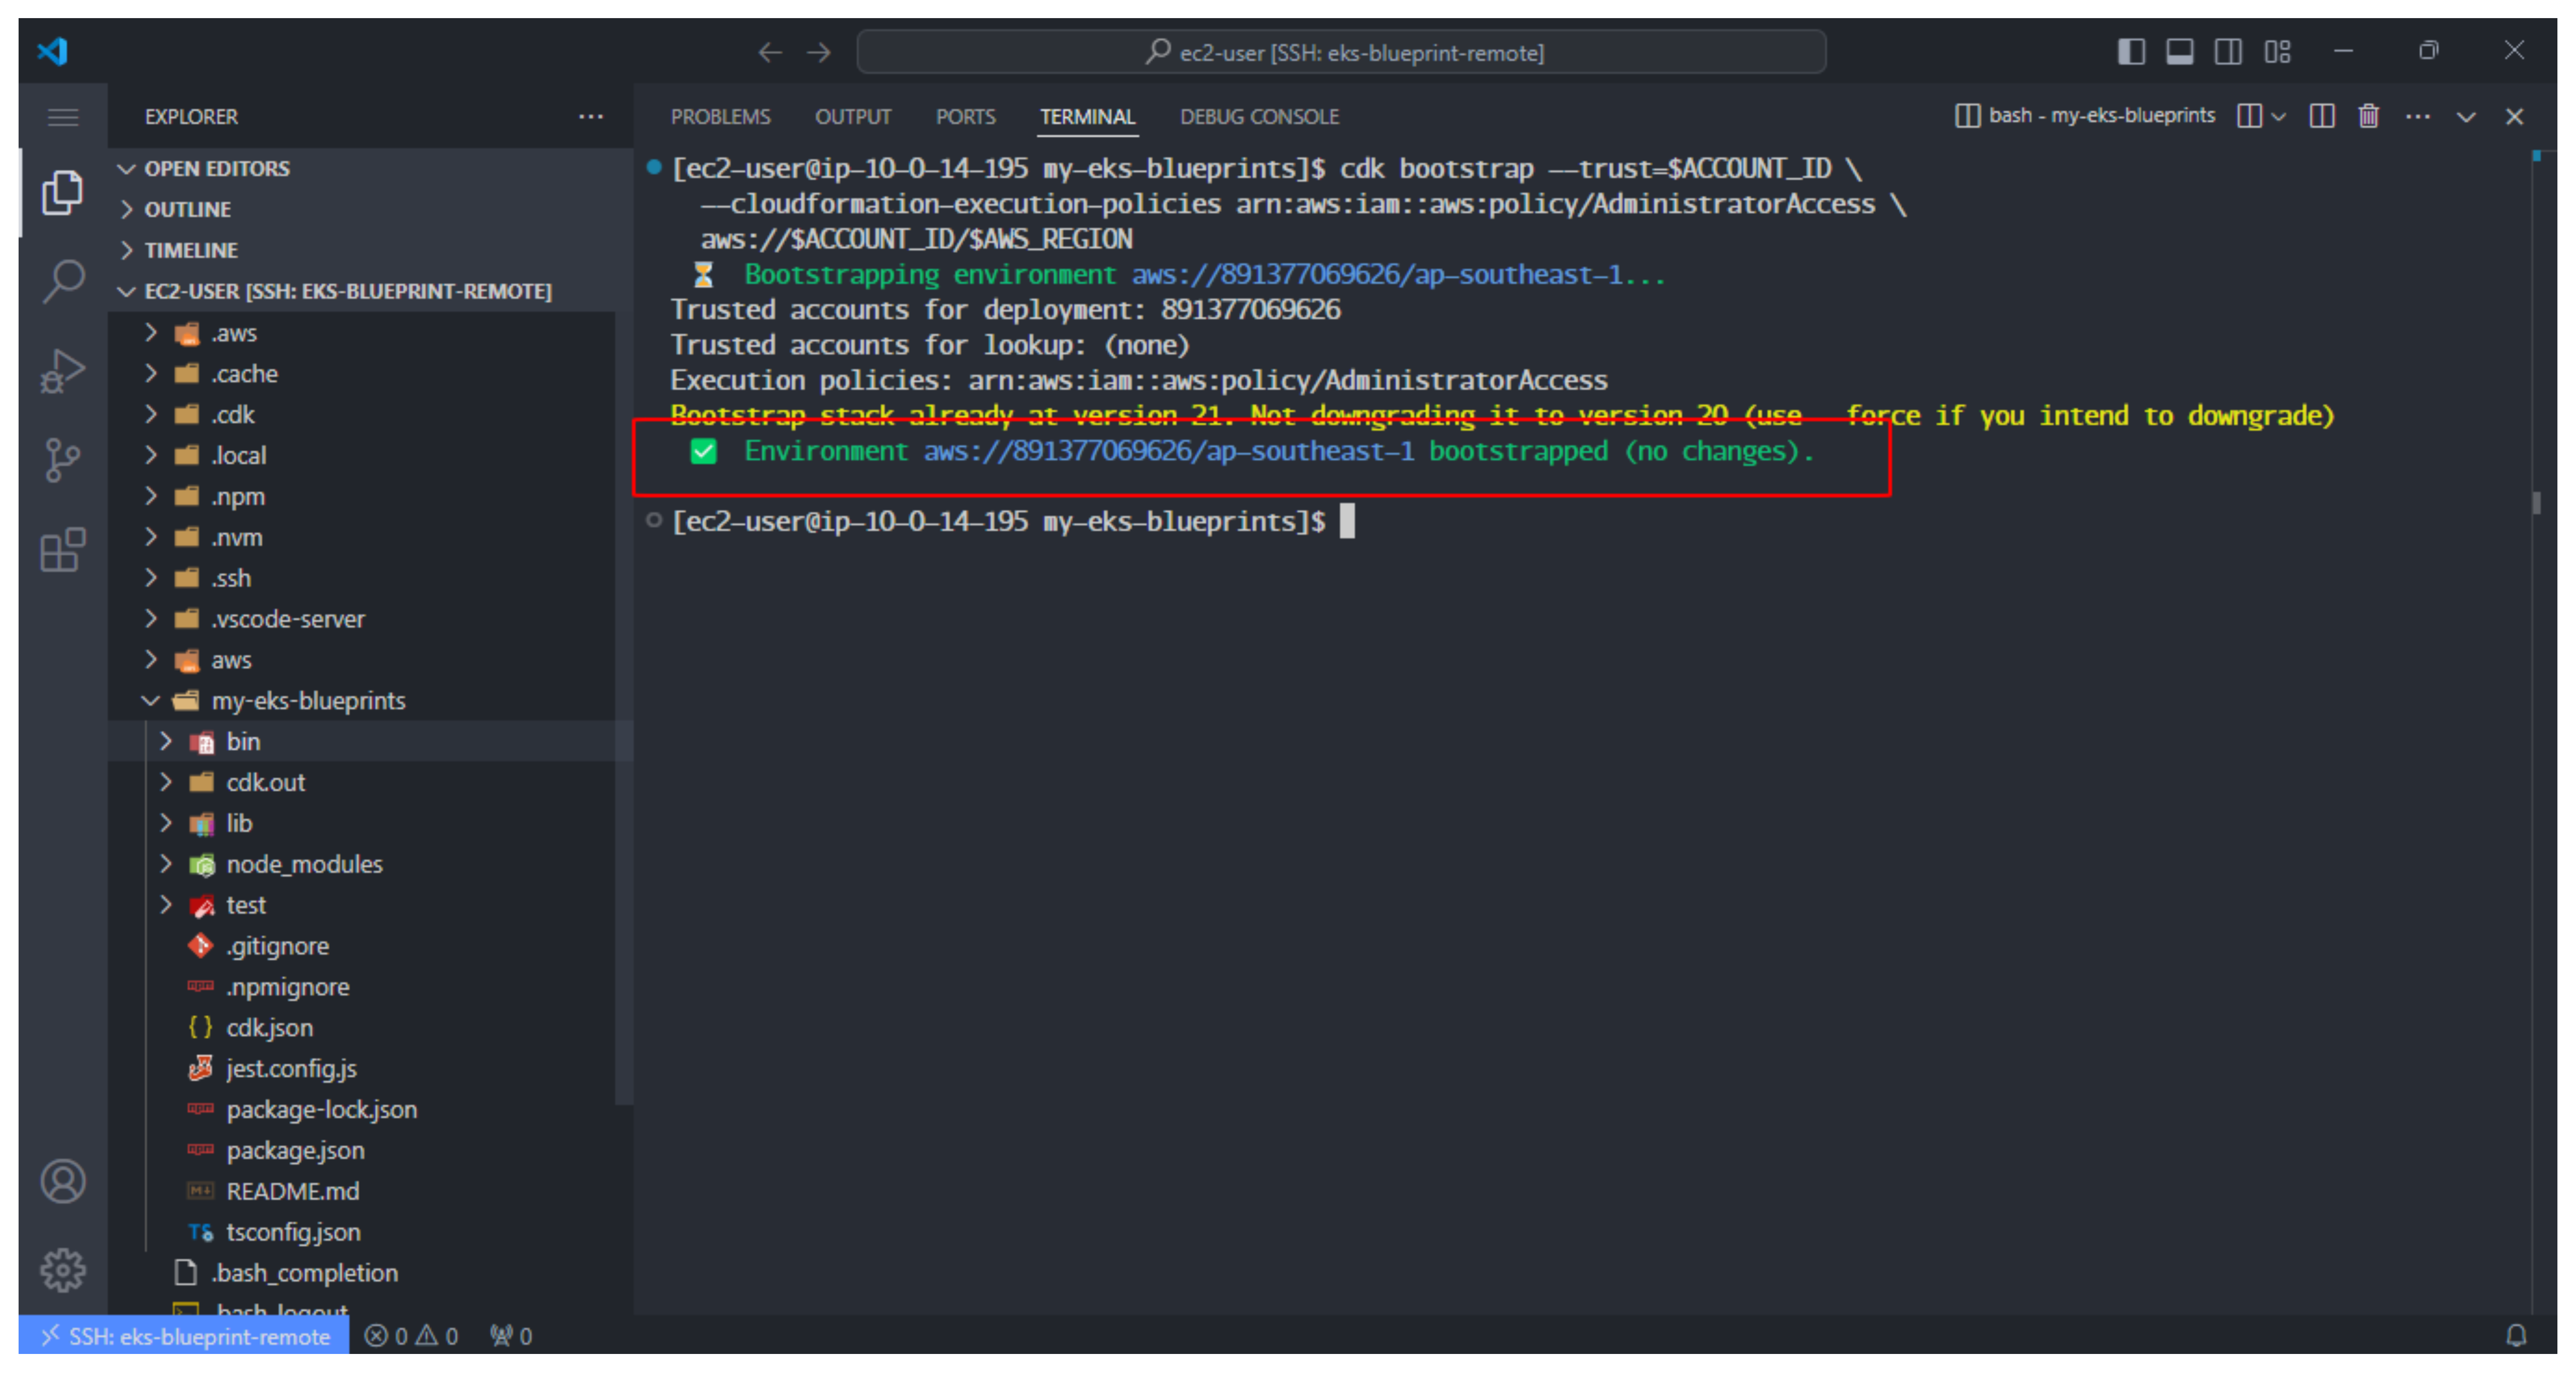 ec2-user [SSH: eks-blueprint-remote]
EXPLORER
OPEN EDITORS
OUTLINE
TIMELINE
EC2-USER [SSH: EKS-BLUEPRINT-REMOTE]
.aws
.cache
.cdk
.local
.npm
.nvm
.ssh
.vscode-server
aws
my-eks-blueprints
bin
cdk.out
lib
node_modules
test
.gitignore
.npmignore
cdk.json
jest.config.js
package-lock.json
package.json
README.md
tsconfig.json
.bash_completion
.bash_logout
PROBLEMS OUTPUT PORTS TERMINAL DEBUG CONSOLE
bash - my-eks-blueprints
[ec2-user@ip-10-0-14-195 my-eks-blueprints]$ cdk bootstrap --trust=$ACCOUNT_ID \
--cloudformation-execution-policies arn:aws:iam::aws:policy/AdministratorAccess \
aws://$ACCOUNT_ID/$AWS_REGION
⏳ Bootstrapping environment aws://891377069626/ap-southeast-1...
Trusted accounts for deployment: 891377069626
Trusted accounts for lookup: (none)
Execution policies: arn:aws:iam::aws:policy/AdministratorAccess
Bootstrap stack already at version 21. Not downgrading it to version 20 (use --force if you intend to downgrade)
✅ Environment aws://891377069626/ap-southeast-1 bootstrapped (no changes).
[ec2-user@ip-10-0-14-195 my-eks-blueprints]$
SSH: eks-blueprint-remote 0 0 0